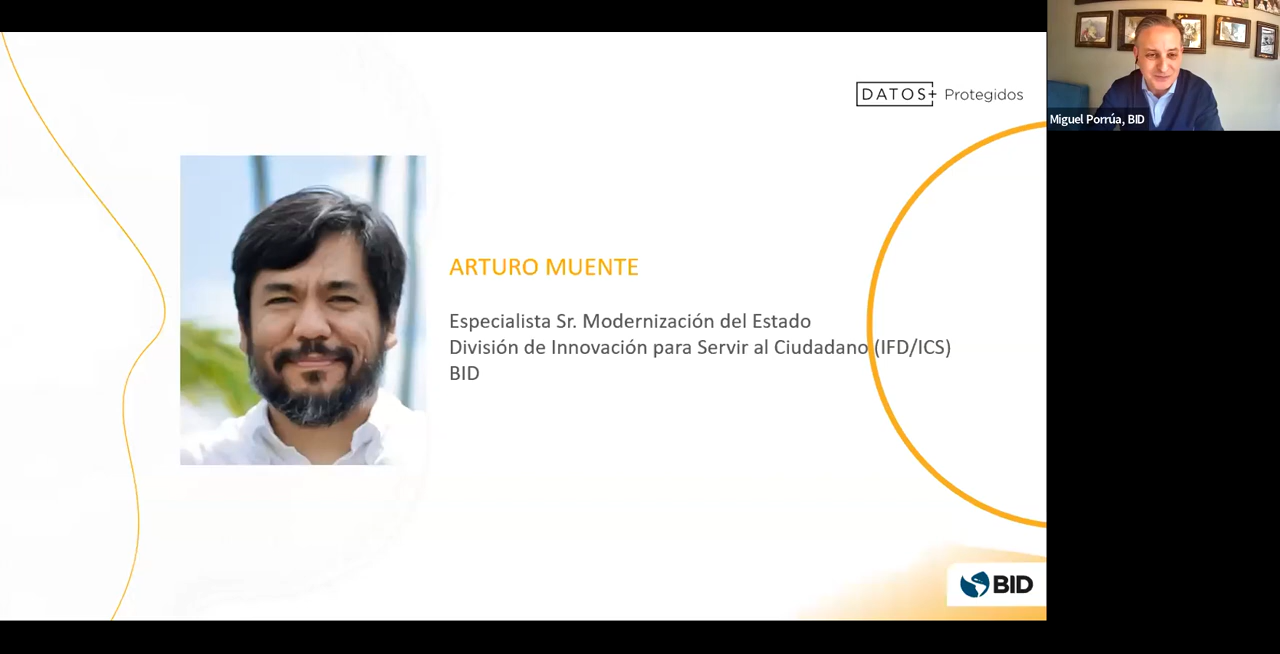 DATOS+ Protegidos
Miguel Porrúa, BID
ARTURO MUENTE
Especialista Sr. Modernización del Estado
División de Innovación para Servir al Ciudadano (IFD/ICS)
BID
BID